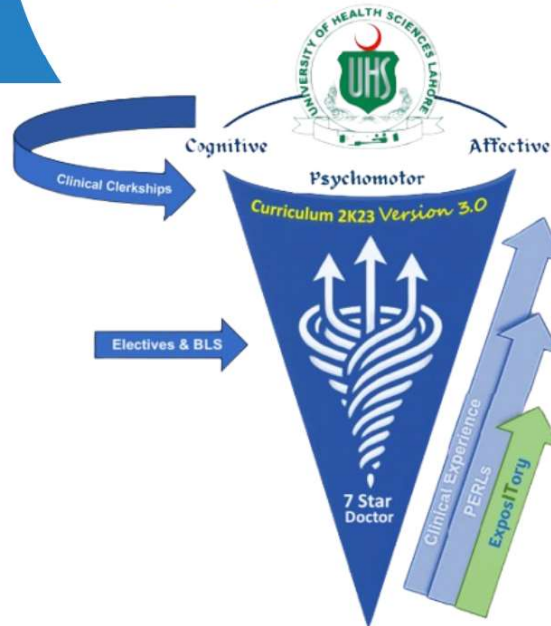 UNIVERSITY OF HEALTH SCIENCES LAHORE
UHS
Cognitive
Affective
Psychomotor
Clinical Clerkships
Curriculum 2K23 Version 3.0
Electives & BLS
7 Star
Doctor
Clinical Experience
PERLs
ExposITory